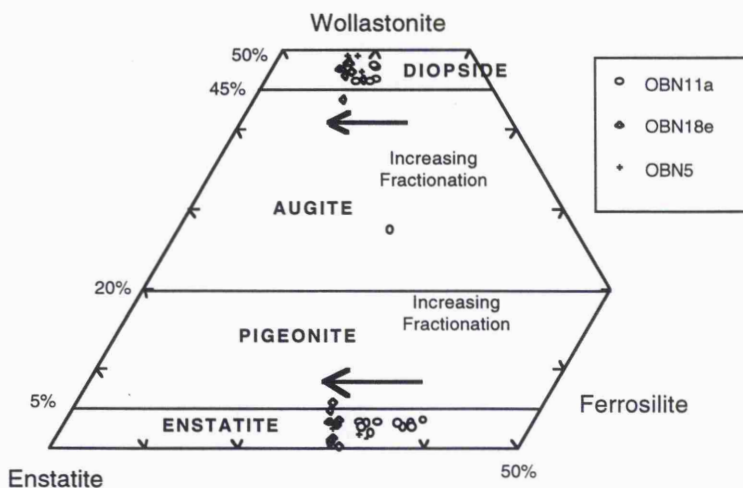 Wollastonite
50%
DIOPSIDE
45%
Increasing
Fractionation
AUGITE
20%
Increasing
Fractionation
PIGEONITE
5%
ENSTATITE
Ferrosilite
Enstatite
50%
OBN11a
OBN18e
OBN5